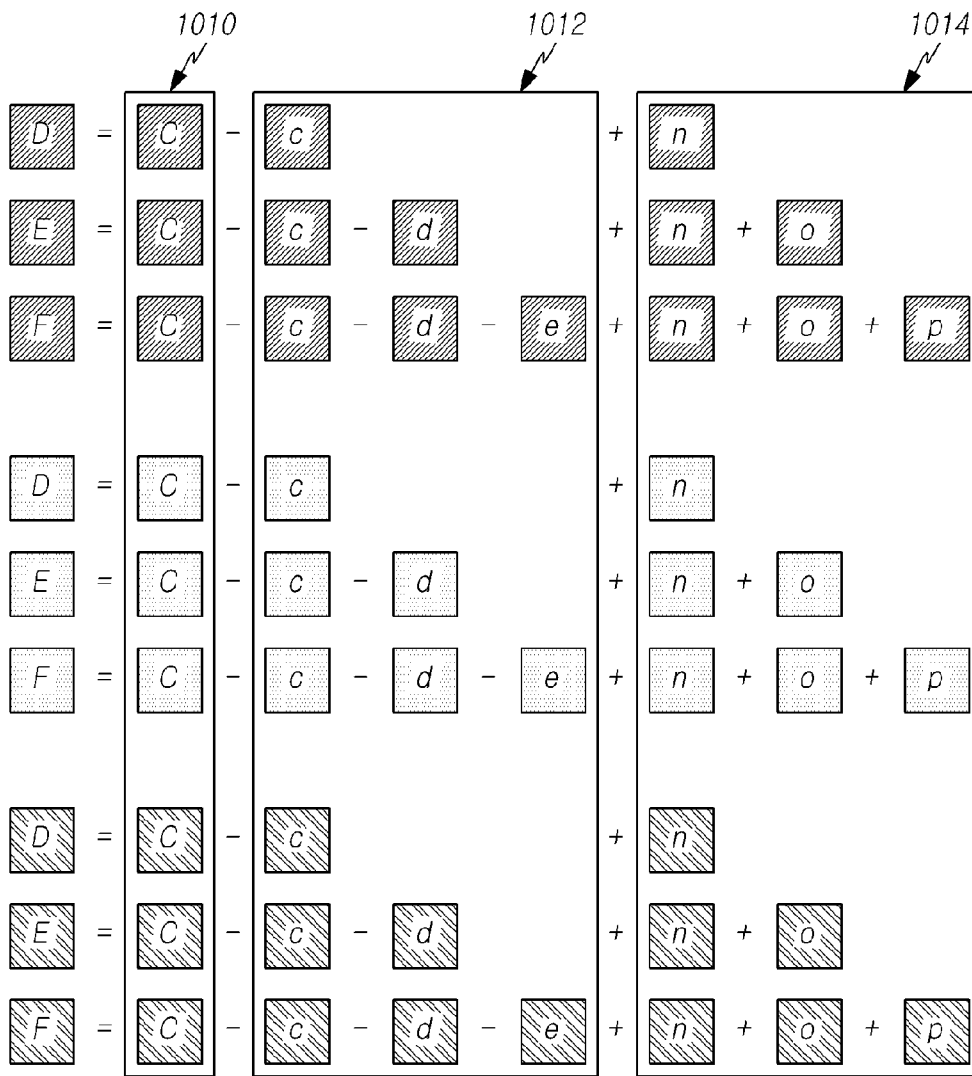 1010 1012 1014
D = C - c + n
E = C - c - d + n + o
F = C - c - d - e + n + o + p
D = C - c + n
E = C - c - d + n + o
F = C - c - d - e + n + o + p
D = C - c + n
E = C - c - d + n + o
F = C - c - d - e + n + o + p